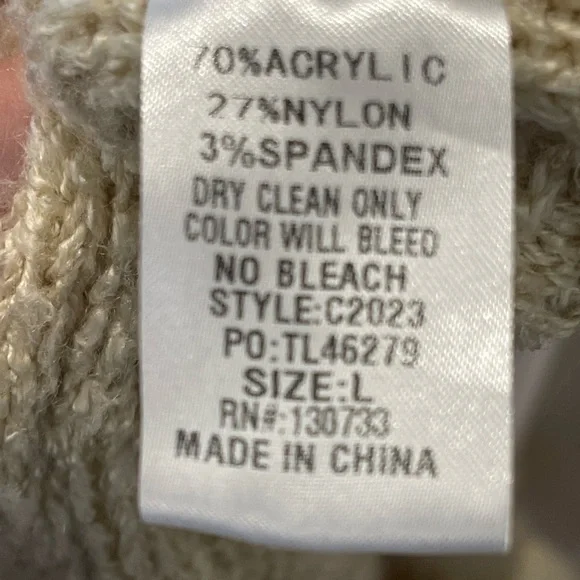 70%ACRYLIC
27%NYLON
3%SPANDEX
DRY CLEAN ONLY
COLOR WILL BLEED
NO BLEACH
STYLE:C2023
PO:TL46279
SIZE:L
RN#:130733
MADE IN CHINA